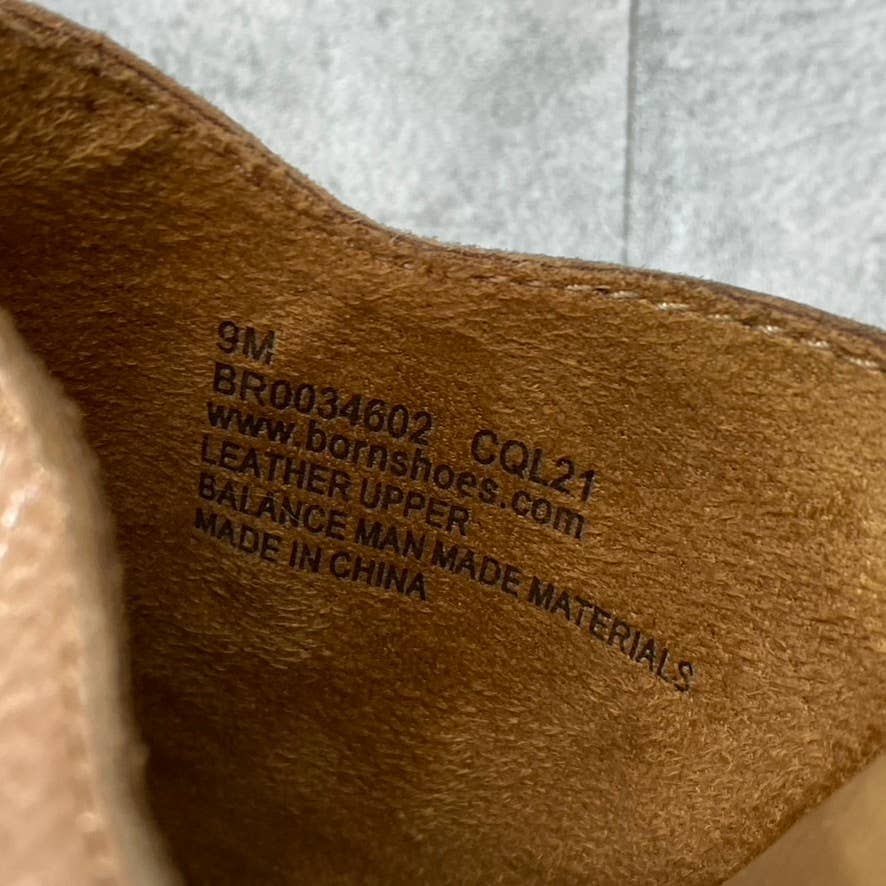 9M
BR0034602 CQL21
www.bornshoes.com
LEATHER UPPER
BALANCE MAN MADE MATERIALS
MADE IN CHINA